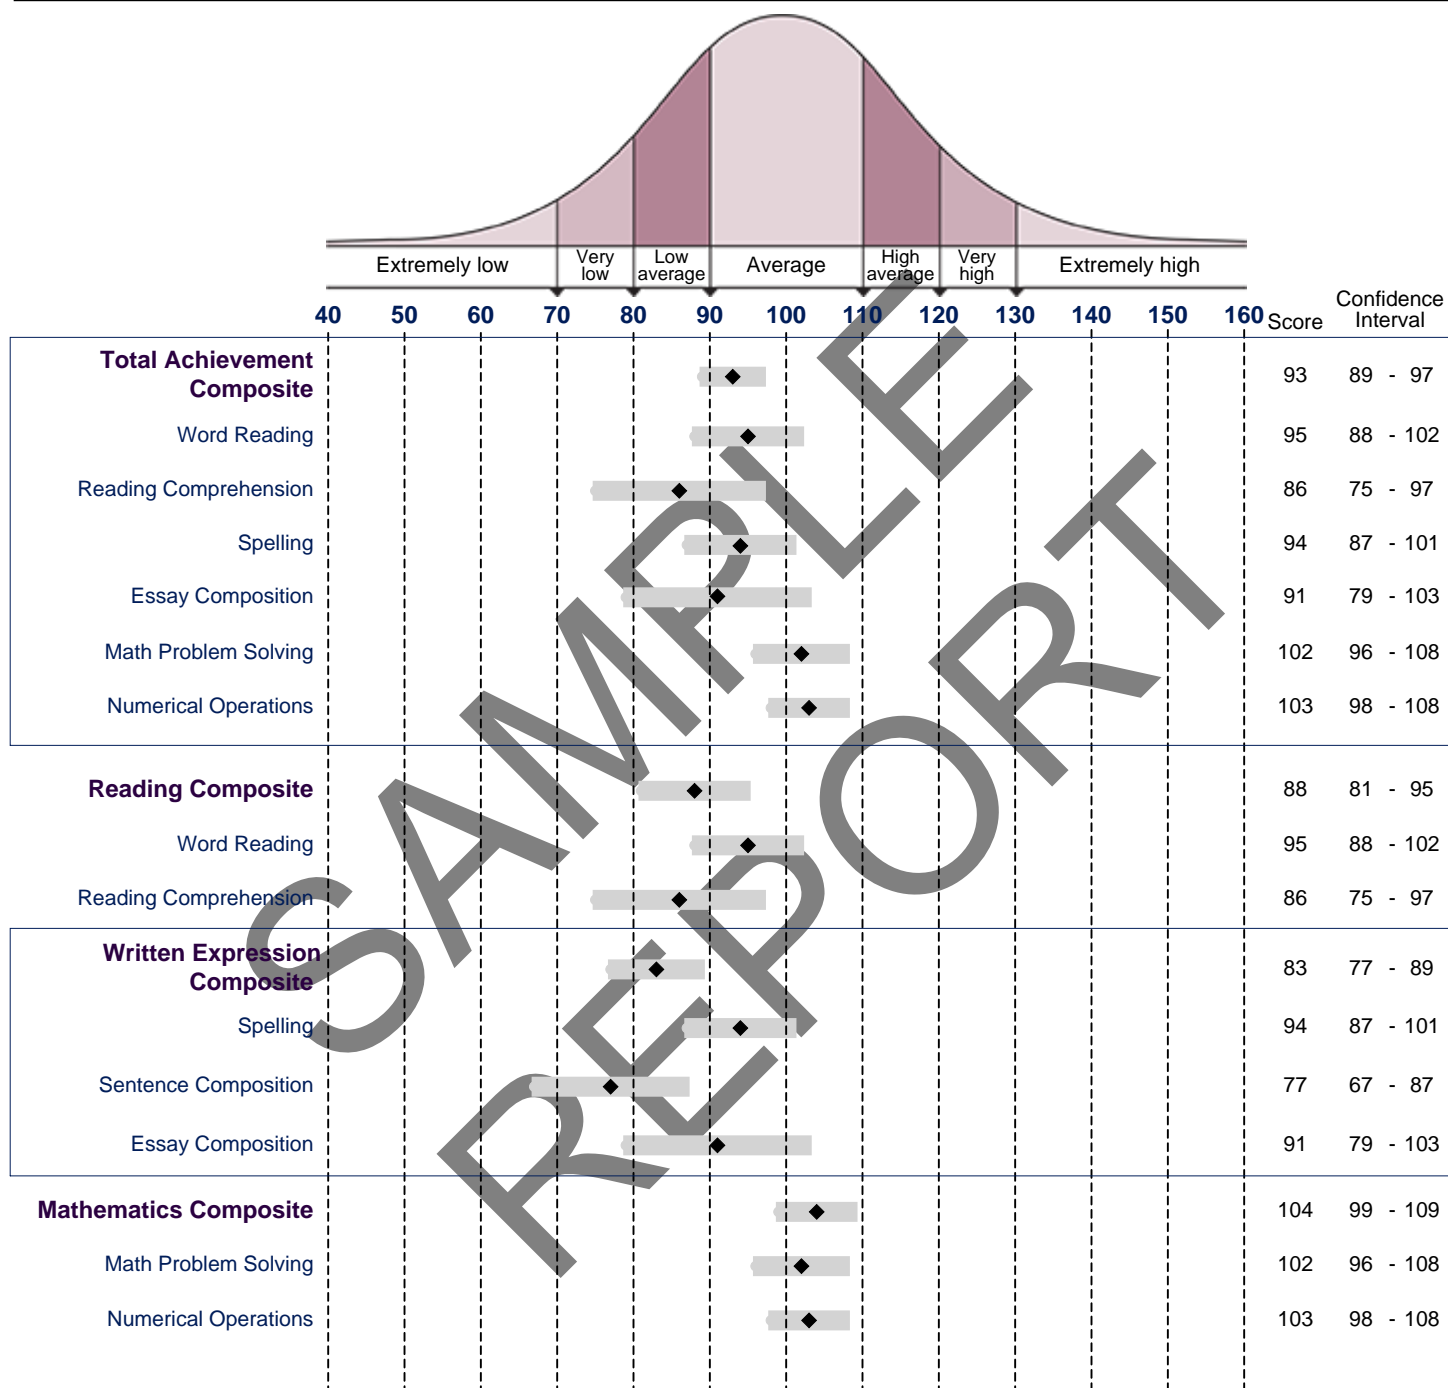 Extremely low
Very low
Low average
Average
High average
Very high
Extremely high
40 50 60 70 80 90 100 110 120 130 140 150 160 Score Confidence Interval
Total Achievement Composite 93 89 - 97
Word Reading 95 88 - 102
Reading Comprehension 86 75 - 97
Spelling 94 87 - 101
Essay Composition 91 79 - 103
Math Problem Solving 102 96 - 108
Numerical Operations 103 98 - 108
Reading Composite 88 81 - 95
Word Reading 95 88 - 102
Reading Comprehension 86 75 - 97
Written Expression Composite 83 77 - 89
Spelling 94 87 - 101
Sentence Composition 77 67 - 87
Essay Composition 91 79 - 103
Mathematics Composite 104 99 - 109
Math Problem Solving 102 96 - 108
Numerical Operations 103 98 - 108
SAMPLE
REPORT